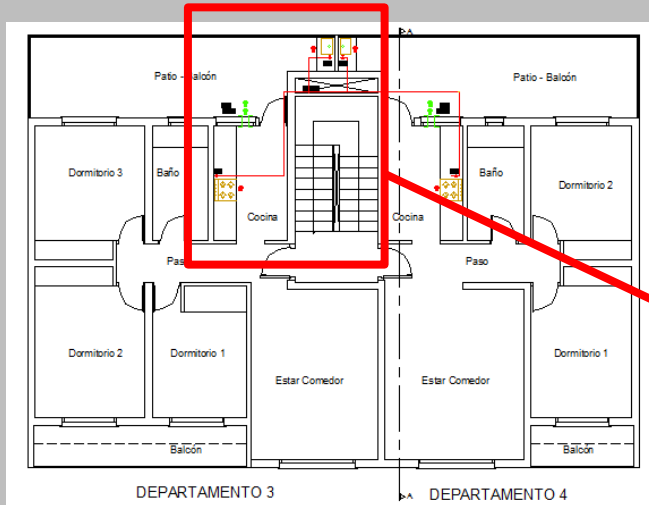 A
Patio - Balcón
Patio - Balcón
Dormitorio 3
Baño
Baño
Dormitorio 2
Cocina
Cocina
Paso
Paso
Dormitorio 2
Dormitorio 1
Dormitorio 1
Estar Comedor
Estar Comedor
Balcón
Balcón
DEPARTAMENTO 3
A
DEPARTAMENTO 4